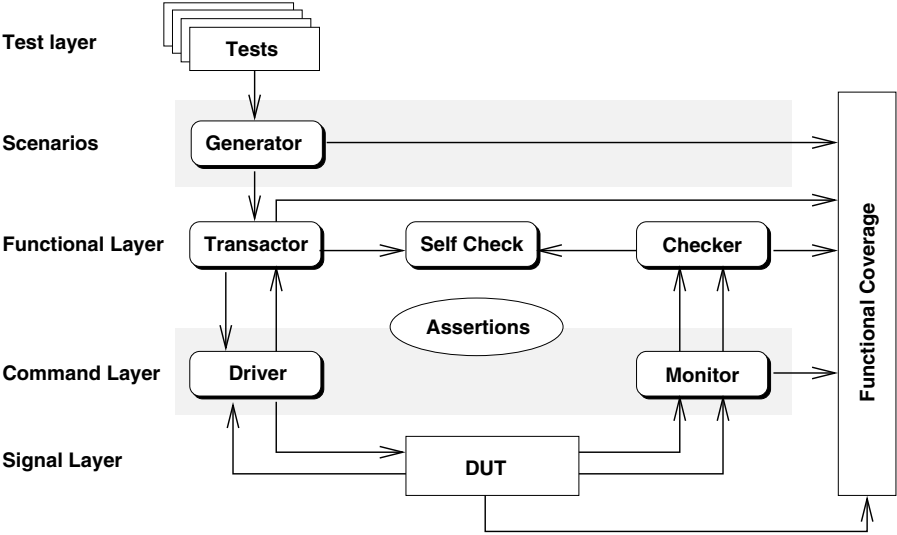 Test layer
Tests
Scenarios
Generator
Functional Layer
Transactor
Self Check
Checker
Assertions
Command Layer
Driver
Monitor
Signal Layer
DUT
Functional Coverage